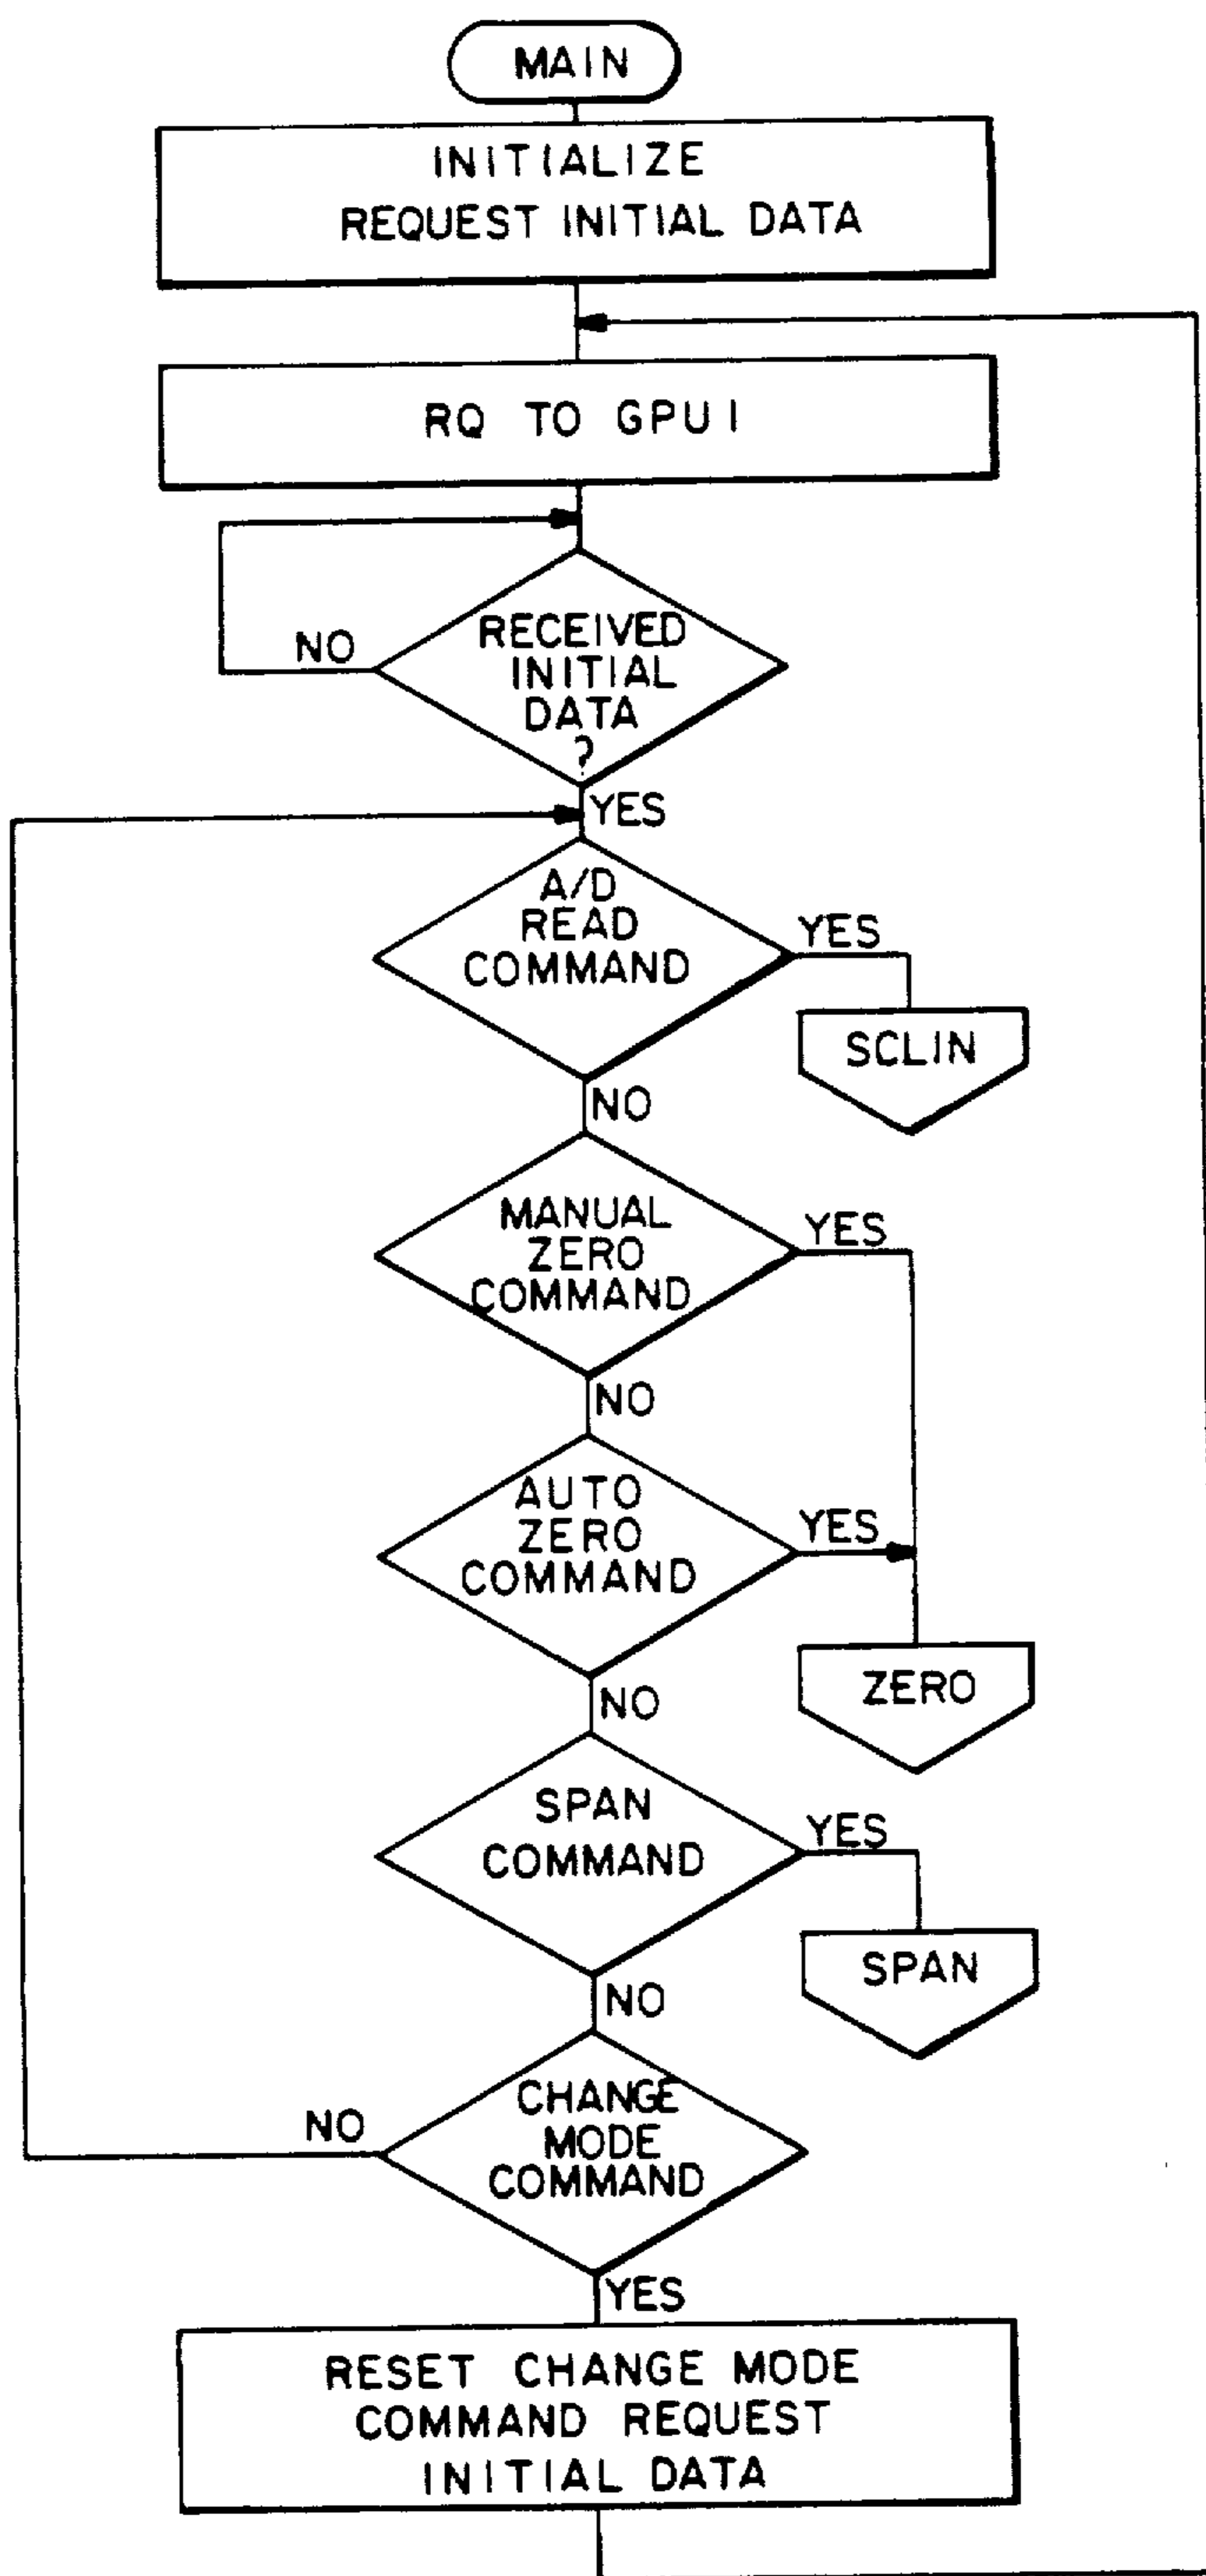 MAIN
INITIALIZE
REQUEST INITIAL DATA
RQ TO GPU I
NO
RECEIVED
INITIAL
DATA
?
YES
A/D
READ
COMMAND
YES
SCLIN
NO
MANUAL
ZERO
COMMAND
YES
NO
AUTO
ZERO
COMMAND
YES
ZERO
NO
SPAN
COMMAND
YES
SPAN
NO
CHANGE
MODE
COMMAND
NO
YES
RESET CHANGE MODE
COMMAND REQUEST
INITIAL DATA